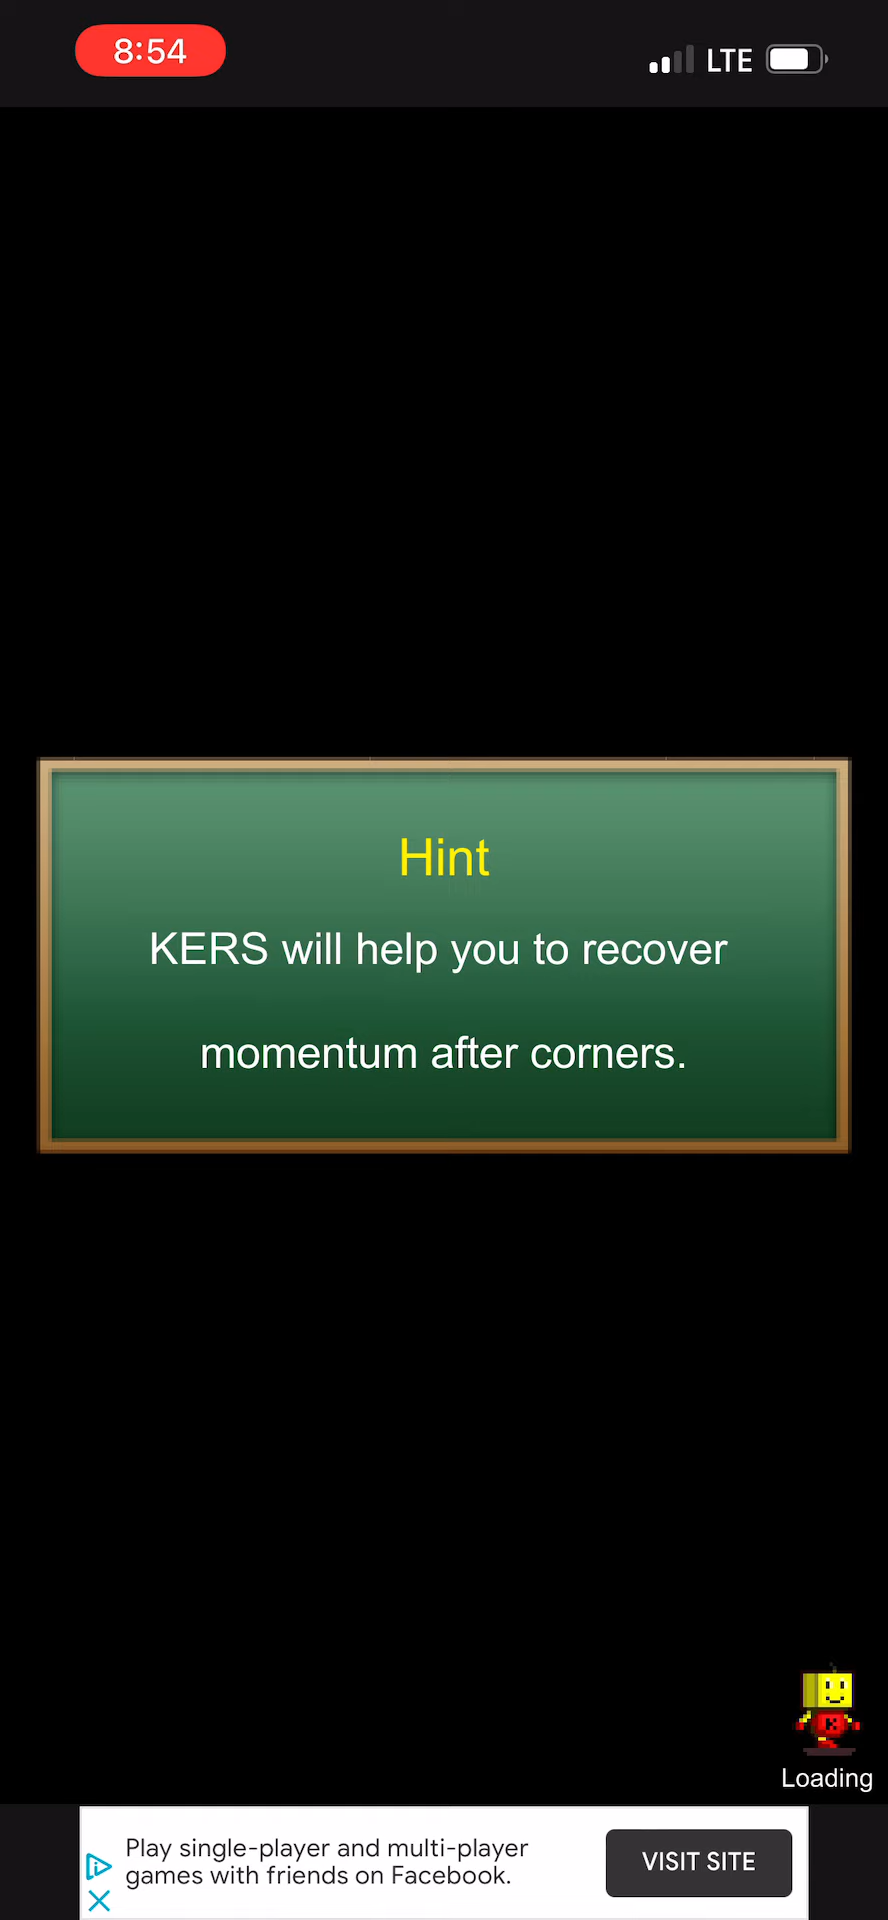 8:54
LTE
Hint
KERS will help you to recover
momentum after corners.
K
Loading
Play single-player and multi-player
games with friends on Facebook.
VISIT SITE